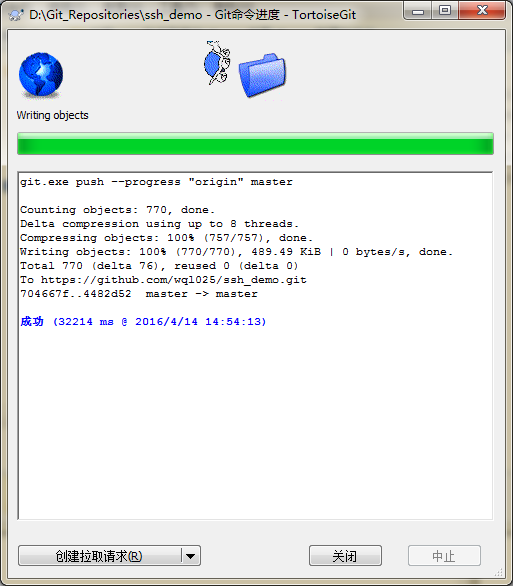 D:\Git_Repositories\ssh_demo - Git命令进度 - TortoiseGit
Writing objects
git.exe push --progress "origin" master
Counting objects: 770, done.
Delta compression using up to 8 threads.
Compressing objects: 100% (757/757), done.
Writing objects: 100% (770/770), 489.49 KiB | 0 bytes/s, done.
Total 770 (delta 76), reused 0 (delta 0)
To https://github.com/wql025/ssh_demo.git
704667f..4482d52  master -> master
成功 (32214 ms @ 2016/4/14 14:54:13)
创建拉取请求(R)
关闭
中止